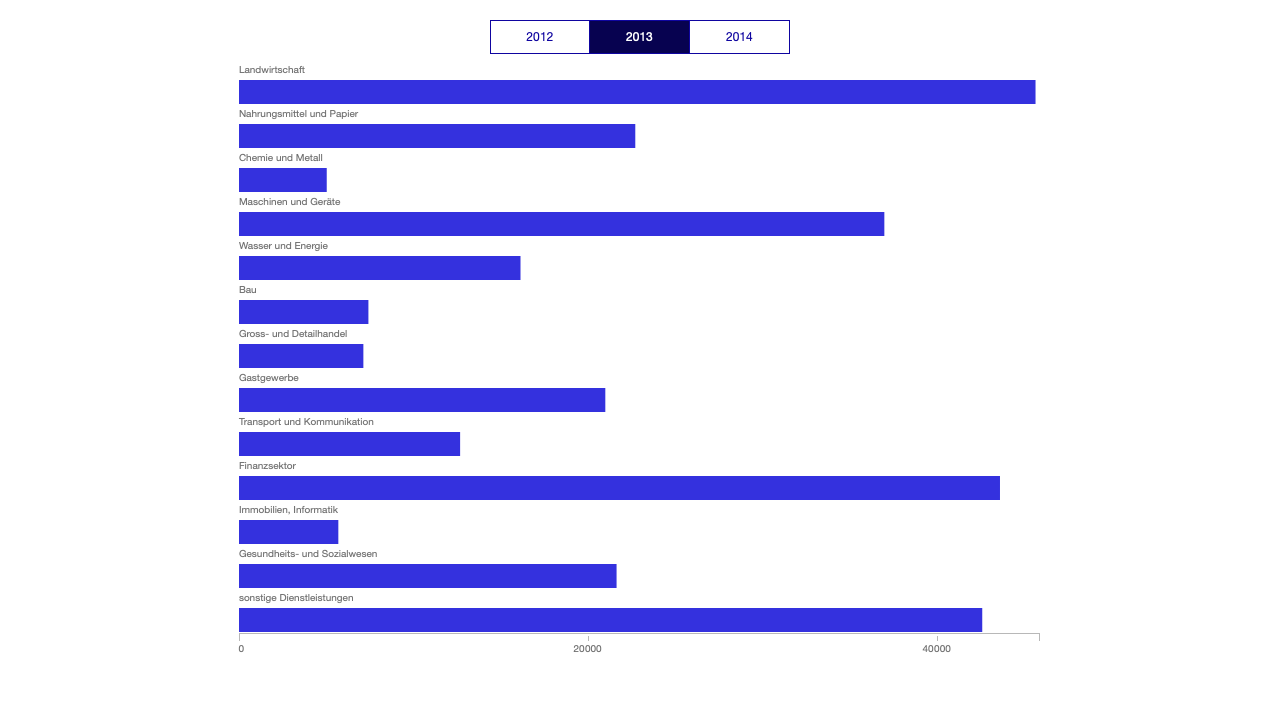 2012 2013 2014
Landwirtschaft
Nahrungsmittel und Papier
Chemie und Metall
Maschinen und Geräte
Wasser und Energie
Bau
Gross- und Detailhandel
Gastgewerbe
Transport und Kommunikation
Finanzsektor
Immobilien, Informatik
Gesundheits- und Sozialwesen
sonstige Dienstleistungen
0 20000 40000